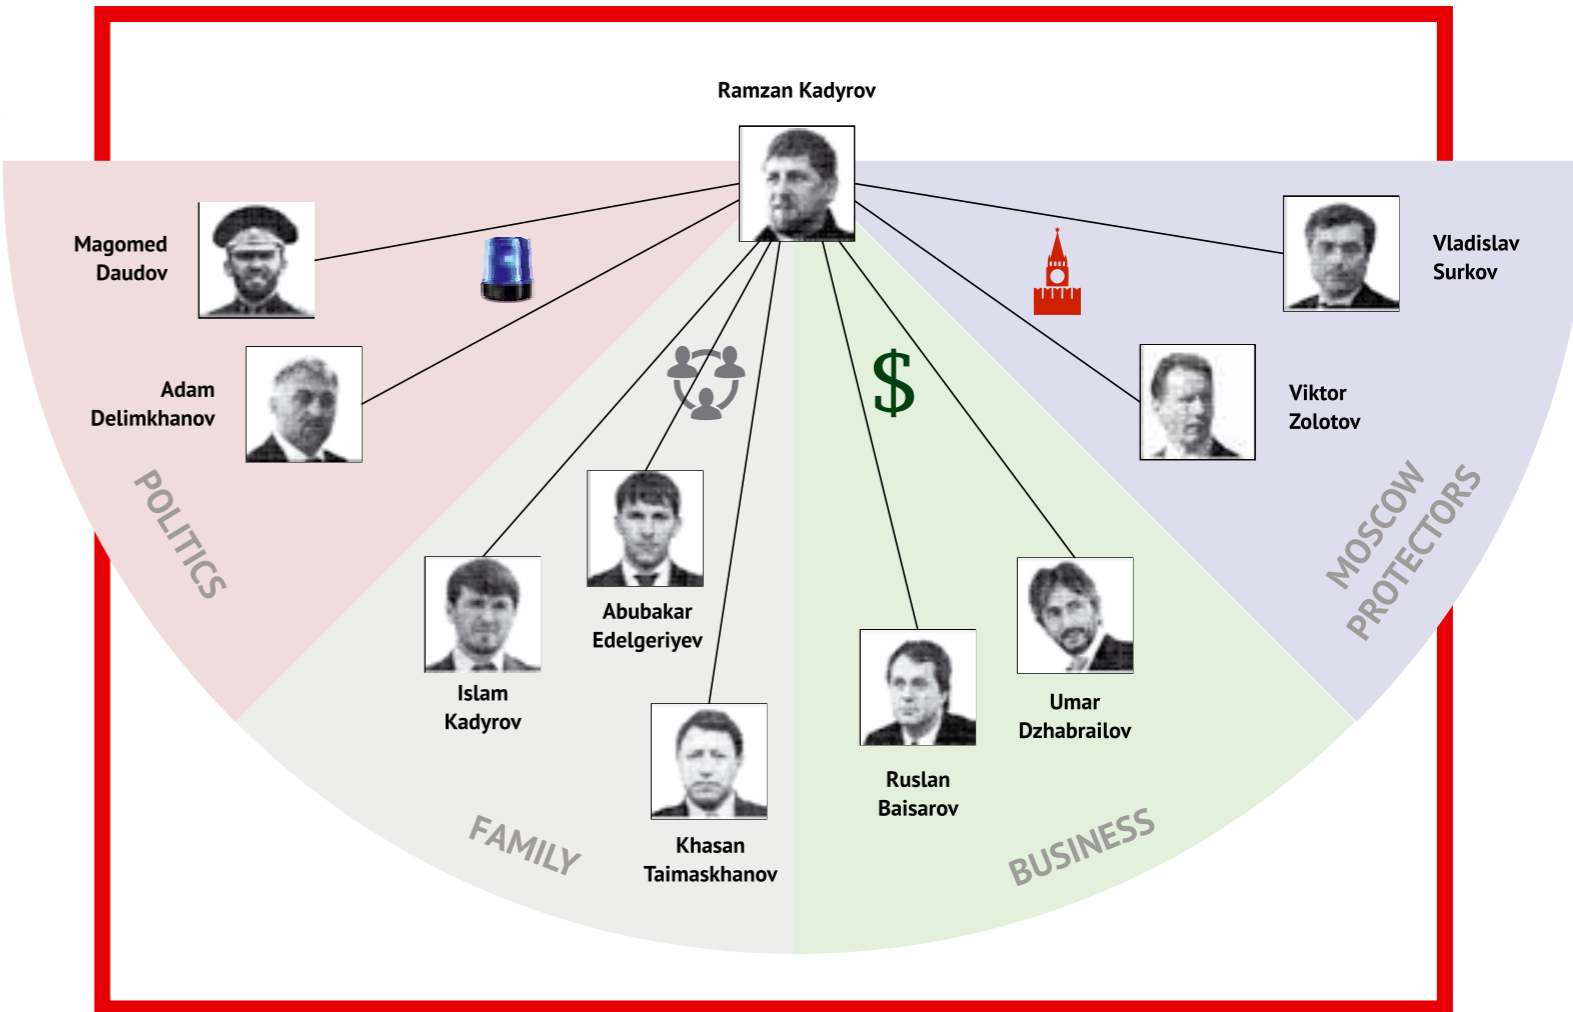 Ramzan Kadyrov
Magomed
Daudov
Adam
Delimkhanov
POLITICS
Islam
Kadyrov
Abubakar
Edelgeriyev
Khasan
Taimaskhanov
FAMILY
$
Ruslan
Baisarov
Umar
Dzhabrailov
BUSINESS
Vladislav
Surkov
Viktor
Zolotov
MOSCOW
PROTECTORS